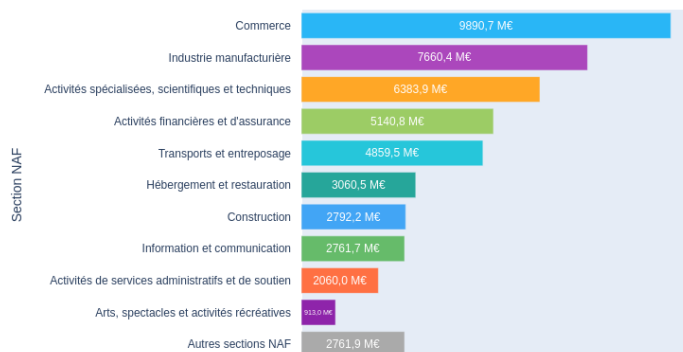 Section NAF
Commerce 9890,7 M€
Industrie manufacturière 7660,4 M€
Activités spécialisées, scientifiques et techniques 6383,9 M€
Activités financières et d'assurance 5140,8 M€
Transports et entreposage 4859,5 M€
Hébergement et restauration 3060,5 M€
Construction 2792,2 M€
Information et communication 2761,7 M€
Activités de services administratifs et de soutien 2060,0 M€
Arts, spectacles et activités récréatives 913,0 M€
Autres sections NAF 2761,9 M€